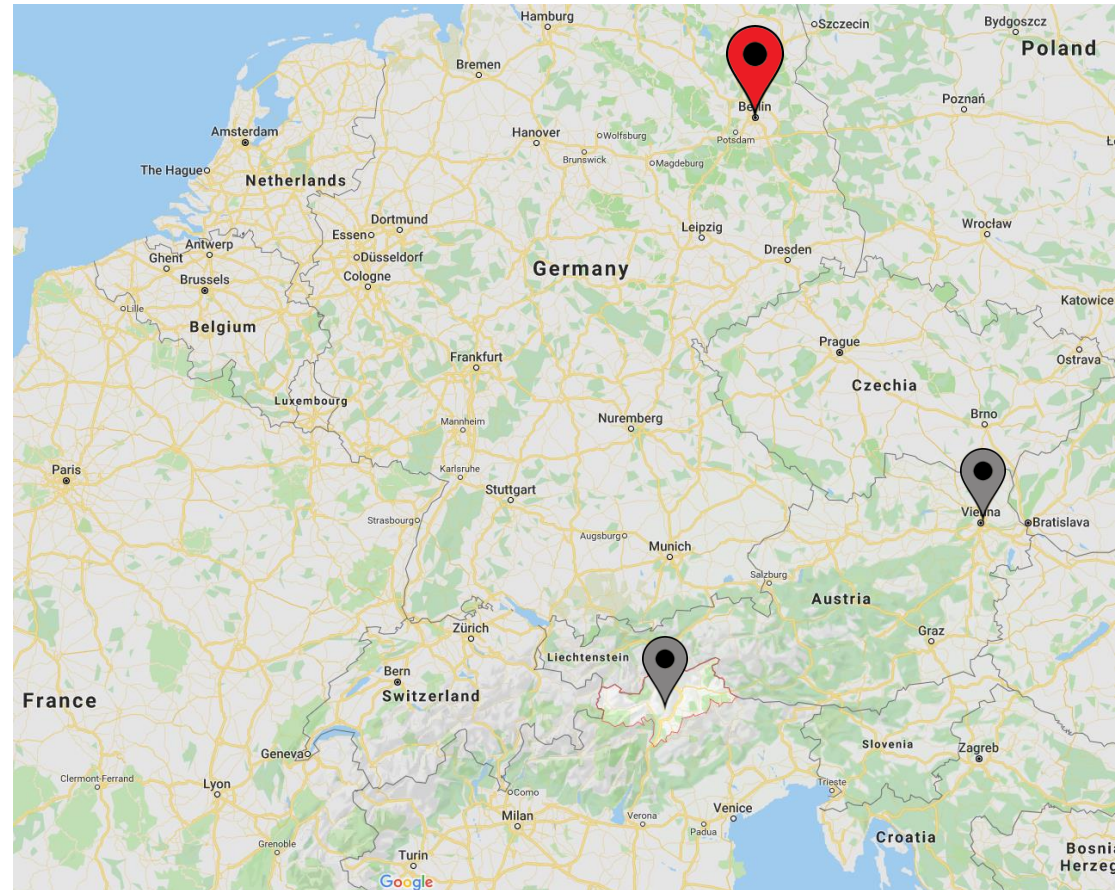 Hamburg
Szczecin
Bydgoszcz
Poland
Bremen
Berlin
Poznań
Amsterdam
Hanover
Wolfsburg
Potsdam
Brunswick
Magdeburg
The Hague
Netherlands
Dortmund
Essen
Leipzig
Wrocław
Antwerp
Ghent
Düsseldorf
Dresden
Germany
Cologne
Brussels
Lille
Belgium
Katowice
Prague
Ostrava
Frankfurt
Czechia
Luxembourg
Nuremberg
Brno
Mannheim
Paris
Karlsruhe
Stuttgart
Vienna
Strasbourg
Bratislava
Augsburg
Munich
Salzburg
Austria
Zürich
Graz
Liechtenstein
Bern
Switzerland
France
Geneva
Slovenia
Zagreb
Clermont-Ferrand
Lyon
Trieste
Como
Venice
Milan
Verona
Padua
Grenoble
Croatia
Turin
Bosni
Herzeg
Google